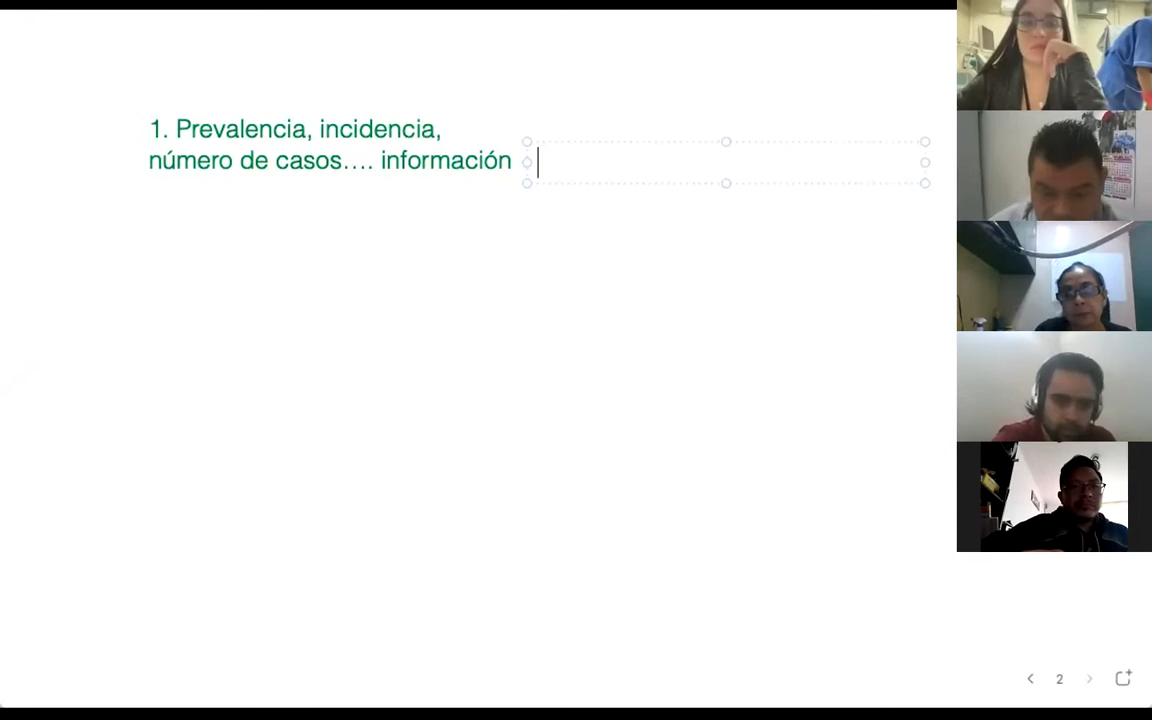 1. Prevalencia, incidencia,
número de casos…. información
2